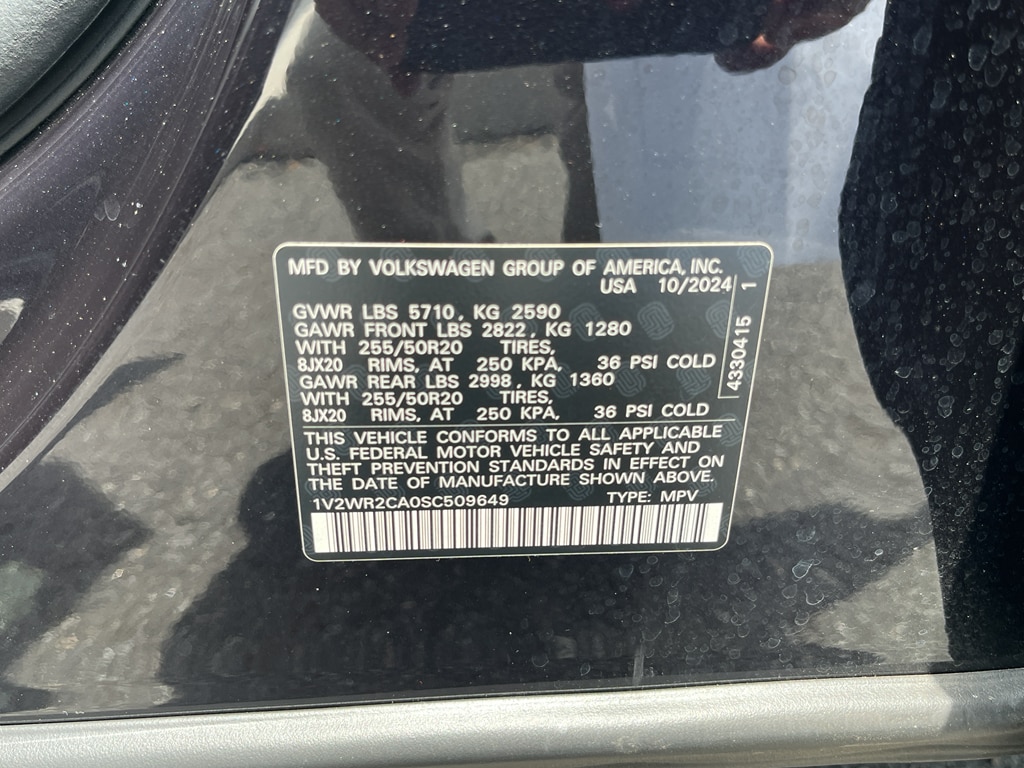 MFD BY VOLKSWAGEN GROUP OF AMERICA, INC.
USA 10/2024
GVWR LBS 5710, KG 2590
GAWR FRONT LBS 2822, KG 1280
WITH 255/50R20 TIRES,
8JX20 RIMS, AT 250 KPA, 36 PSI COLD
GAWR REAR LBS 2998, KG 1360
WITH 255/50R20 TIRES,
8JX20 RIMS, AT 250 KPA, 36 PSI COLD
4330415 1
THIS VEHICLE CONFORMS TO ALL APPLICABLE
U.S. FEDERAL MOTOR VEHICLE SAFETY AND
THEFT PREVENTION STANDARDS IN EFFECT ON
THE DATE OF MANUFACTURE SHOWN ABOVE.
1V2WR2CA0SC509649 TYPE: MPV